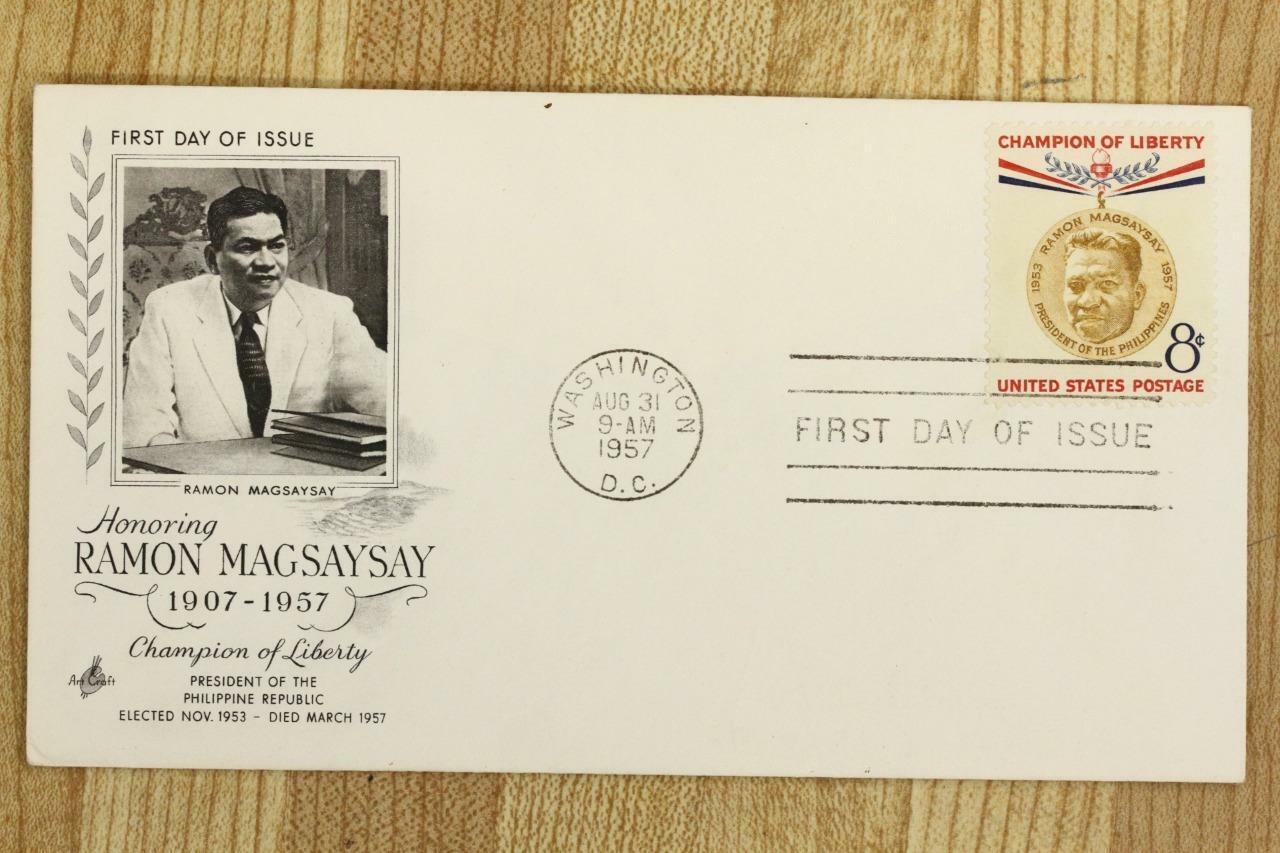 FIRST DAY OF ISSUE
RAMON MAGSAYSAY
Honoring
RAMON MAGSAYSAY
1907-1957
Champion of Liberty
Art Craft
PRESIDENT OF THE
PHILIPPINE REPUBLIC
ELECTED NOV. 1953 - DIED MARCH 1957
WASHINGTON
AUG 31
9-AM
1957
D.C.
CHAMPION OF LIBERTY
RAMON MAGSAYSAY
1953
1957
PRESIDENT OF THE PHILIPPINES
8¢
UNITED STATES POSTAGE
FIRST DAY OF ISSUE